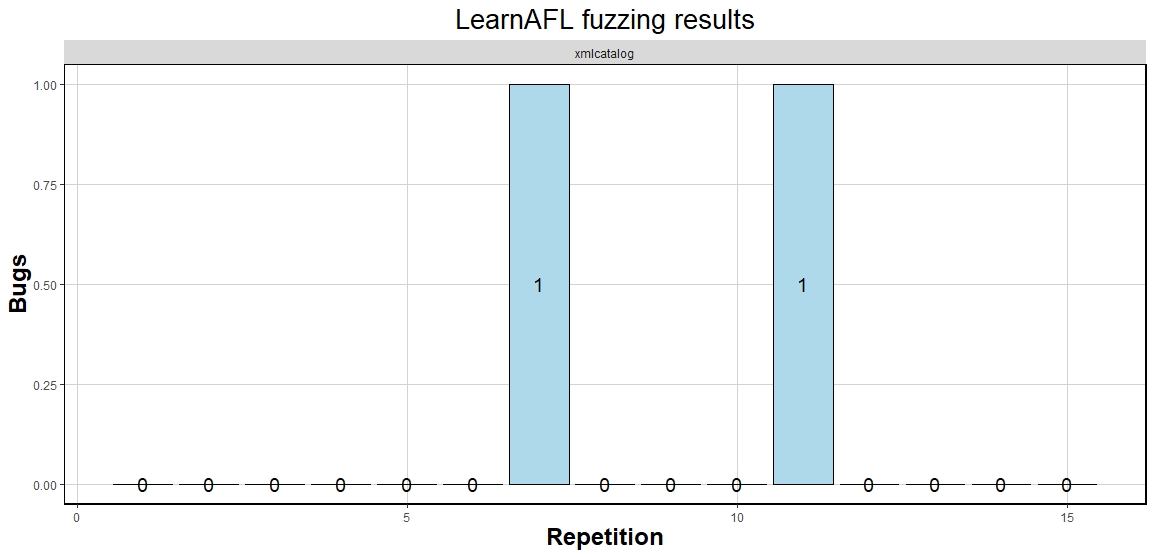 LearnAFL fuzzing results
xmlcatalog
Bugs
1.00
0.75
0.50
0.25
0.00
1 1
0 0 0 0 0 0 0 0 0 0 0 0 0
0 5 10 15
Repetition